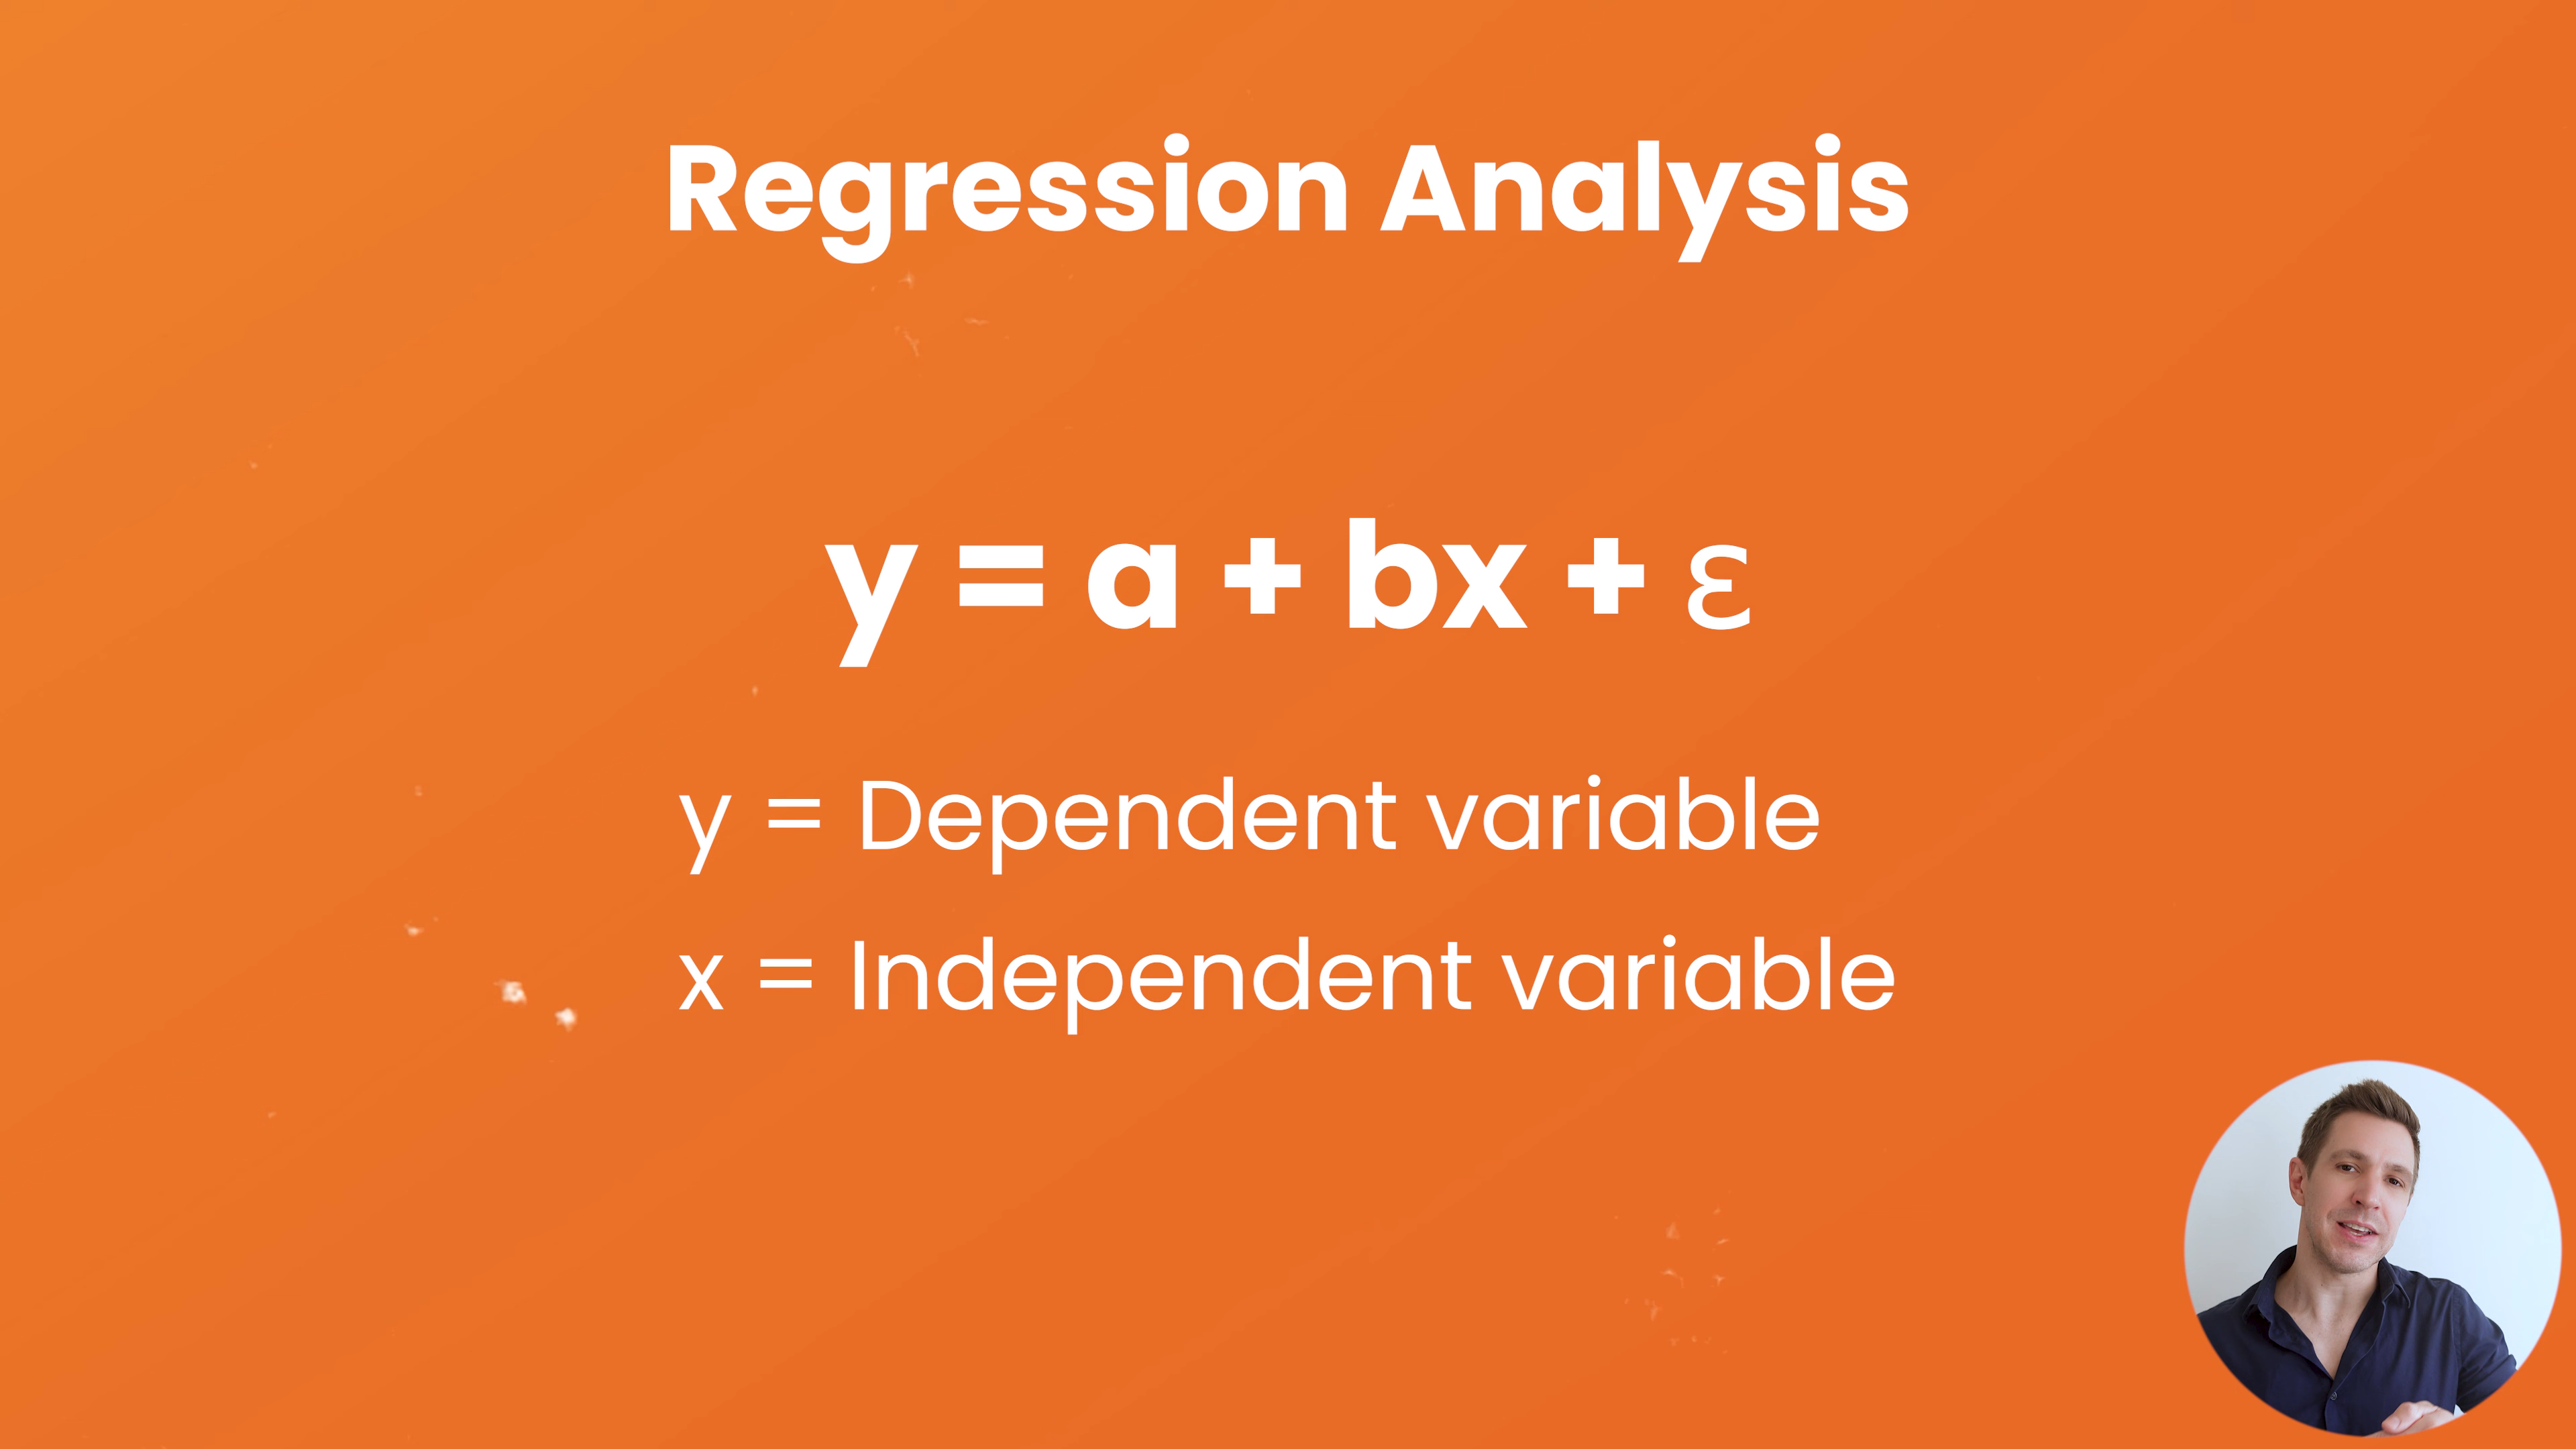 Regression Analysis
y = a + bx + ε
y = Dependent variable
x = Independent variable